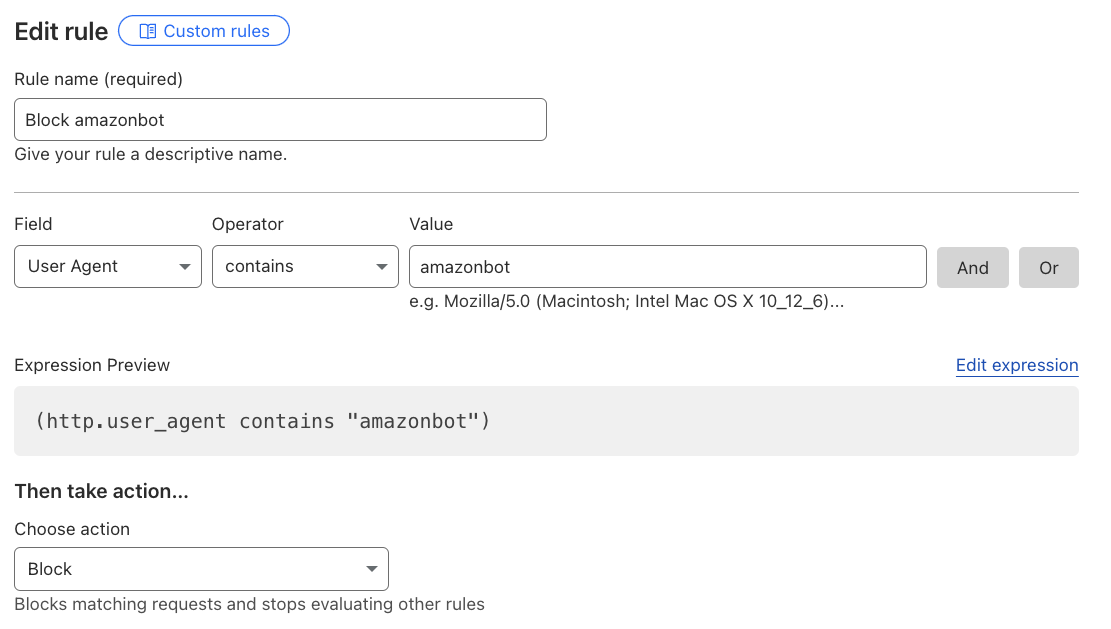 Edit rule Custom rules
Rule name (required)
Block amazonbot
Give your rule a descriptive name.
Field Operator Value
User Agent contains amazonbot And Or
e.g. Mozilla/5.0 (Macintosh; Intel Mac OS X 10_12_6)...
Expression Preview Edit expression
(http.user_agent contains "amazonbot")
Then take action...
Choose action
Block
Blocks matching requests and stops evaluating other rules